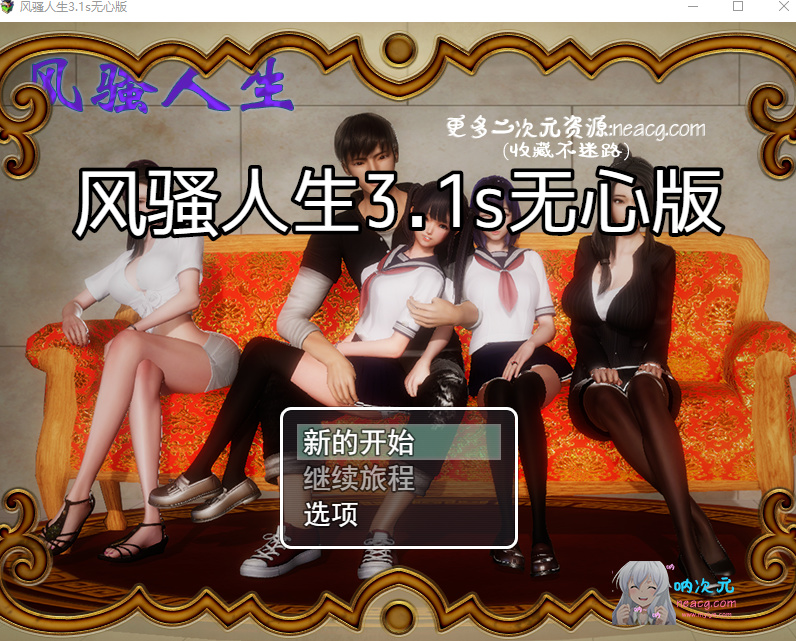 风骚人生3.1s无心版
风骚人生
更多二次元资源:neacg.com
(收藏不迷路)
风骚人生3.1s无心版
新的开始
继续旅程
选项
呐次元
neacg.com